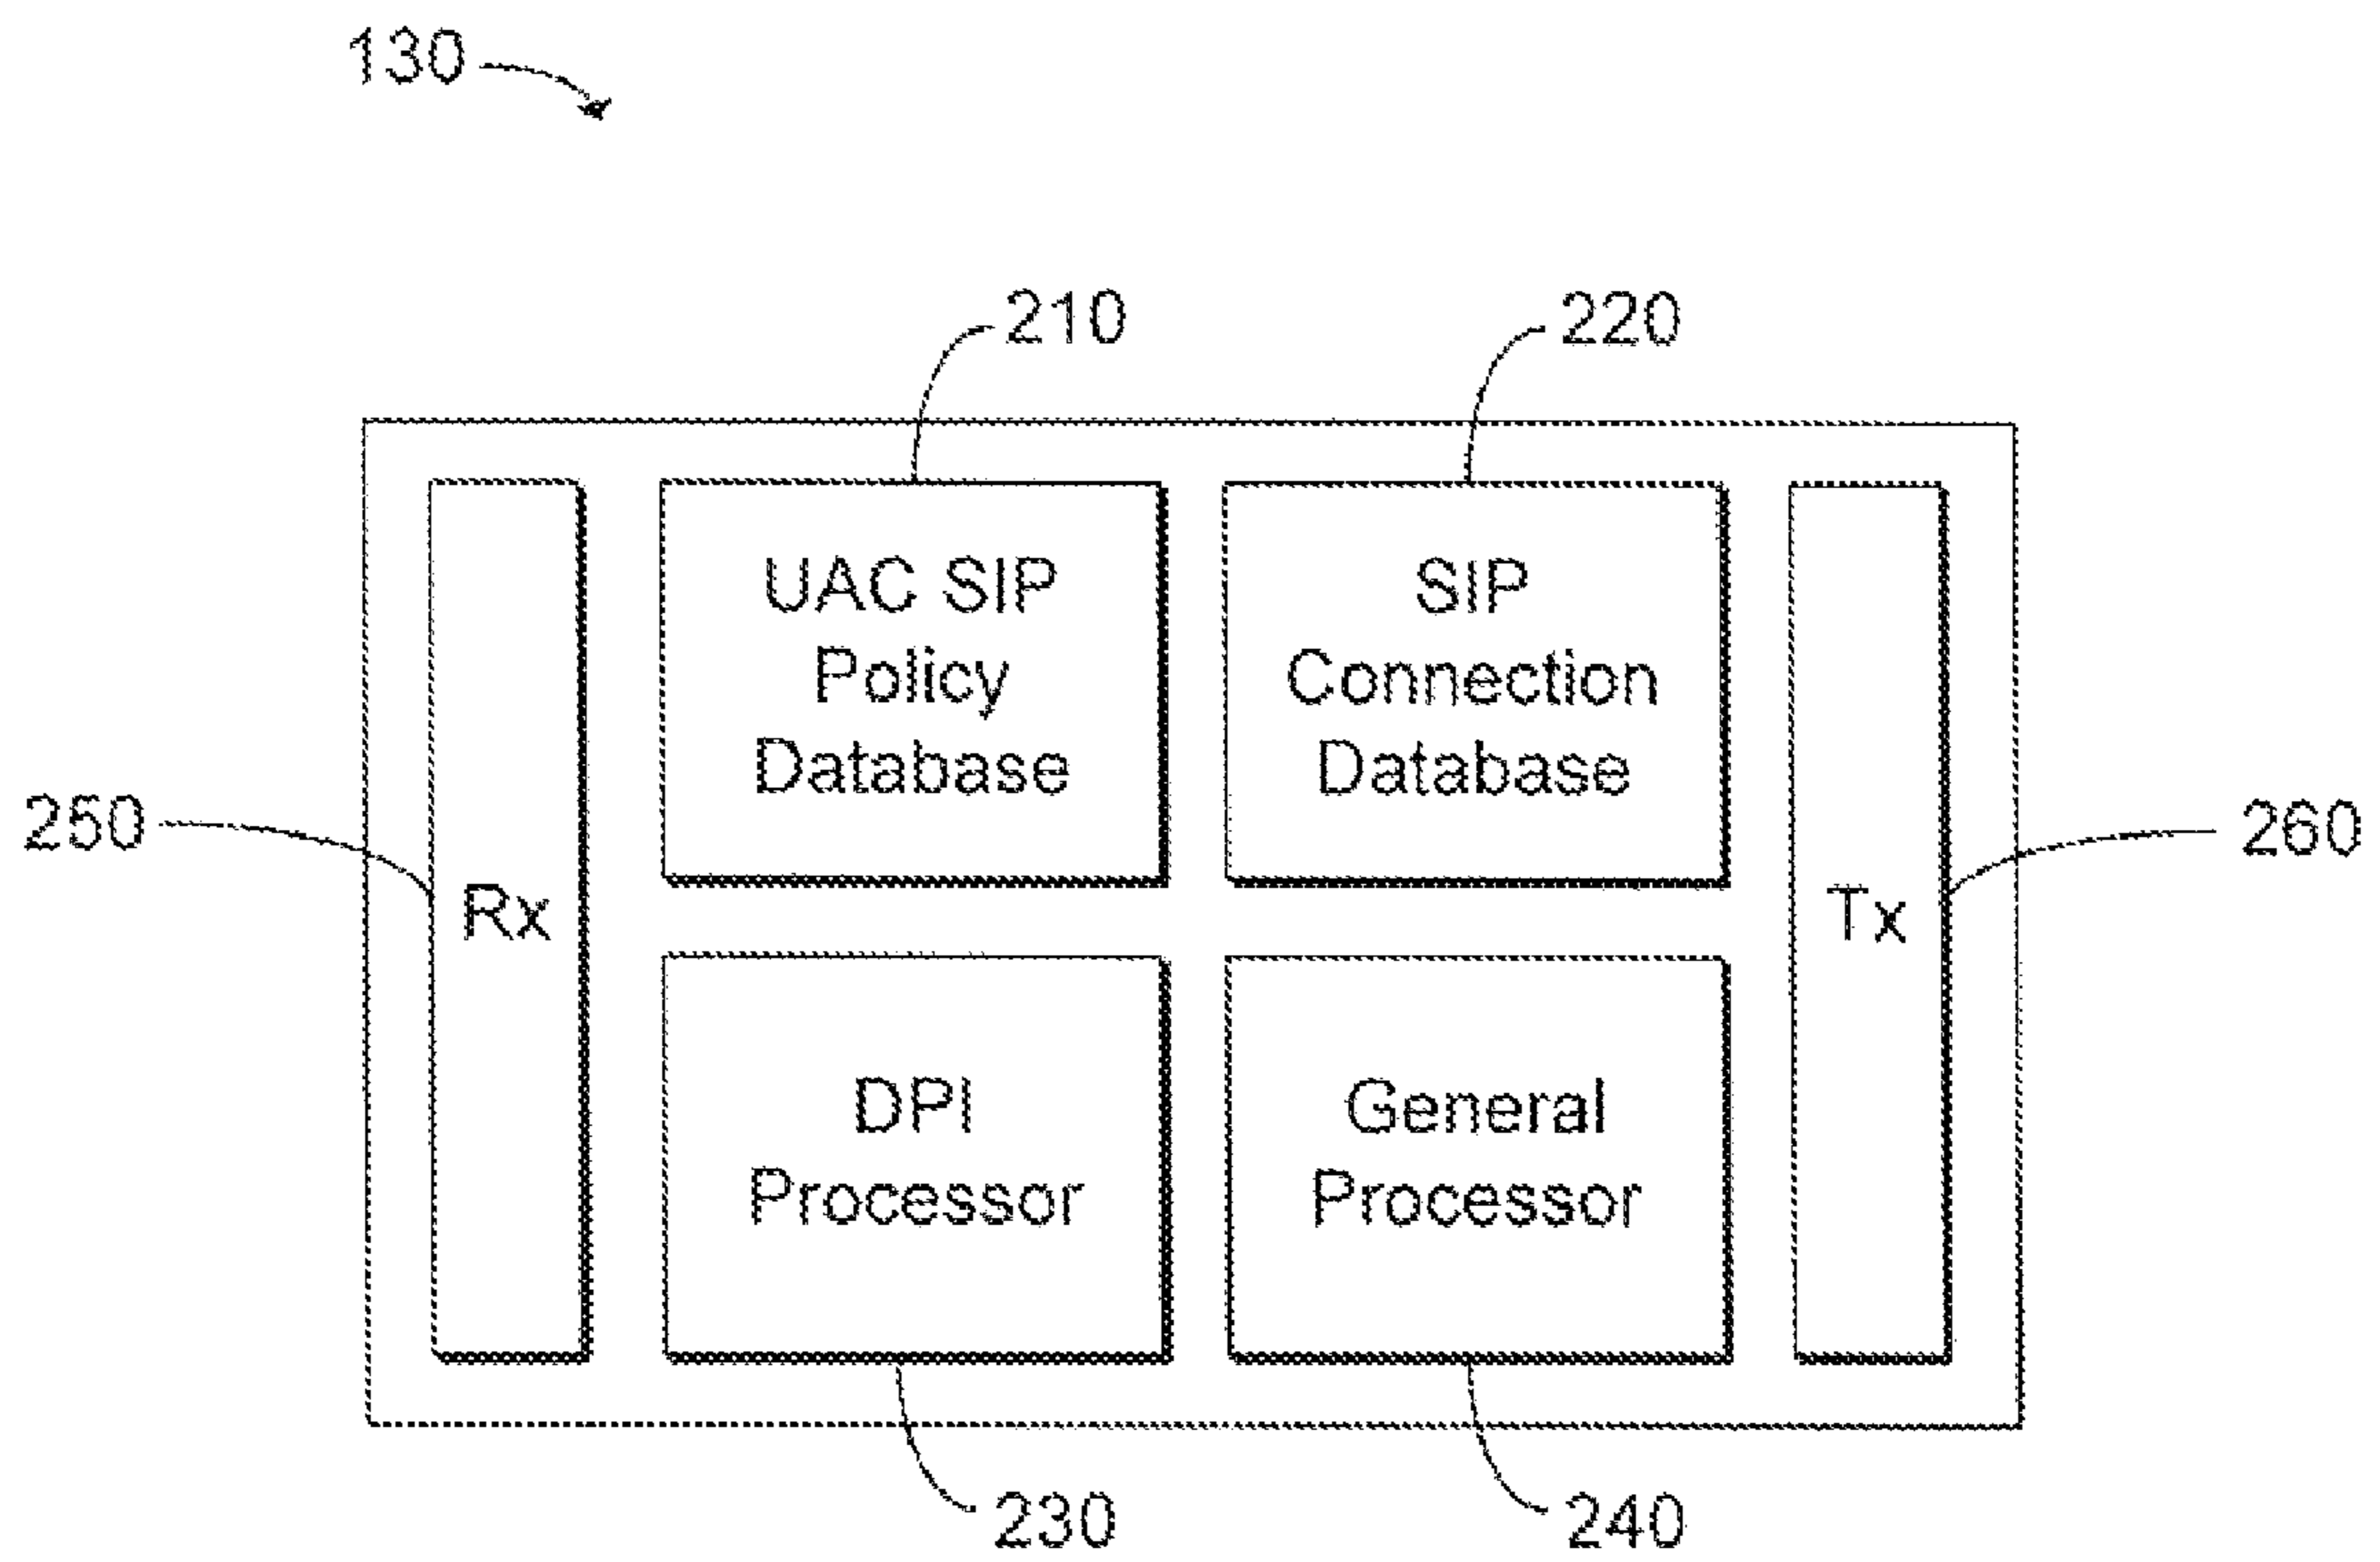 130
210
220
UAC SIP
Policy
Database
SIP
Connection
Database
250
260
Rx
Tx
DPI
Processor
General
Processor
230
240